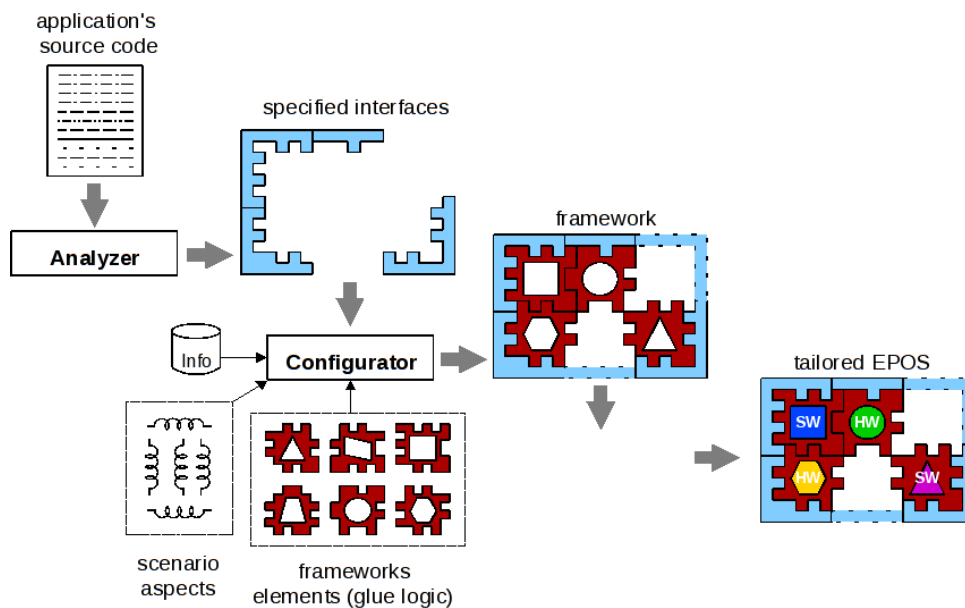 application's
source code
specified interfaces
Analyzer
framework
Info
Configurator
tailored EPOS
SW
HW
HW
SW
scenario
aspects
frameworks
elements (glue logic)